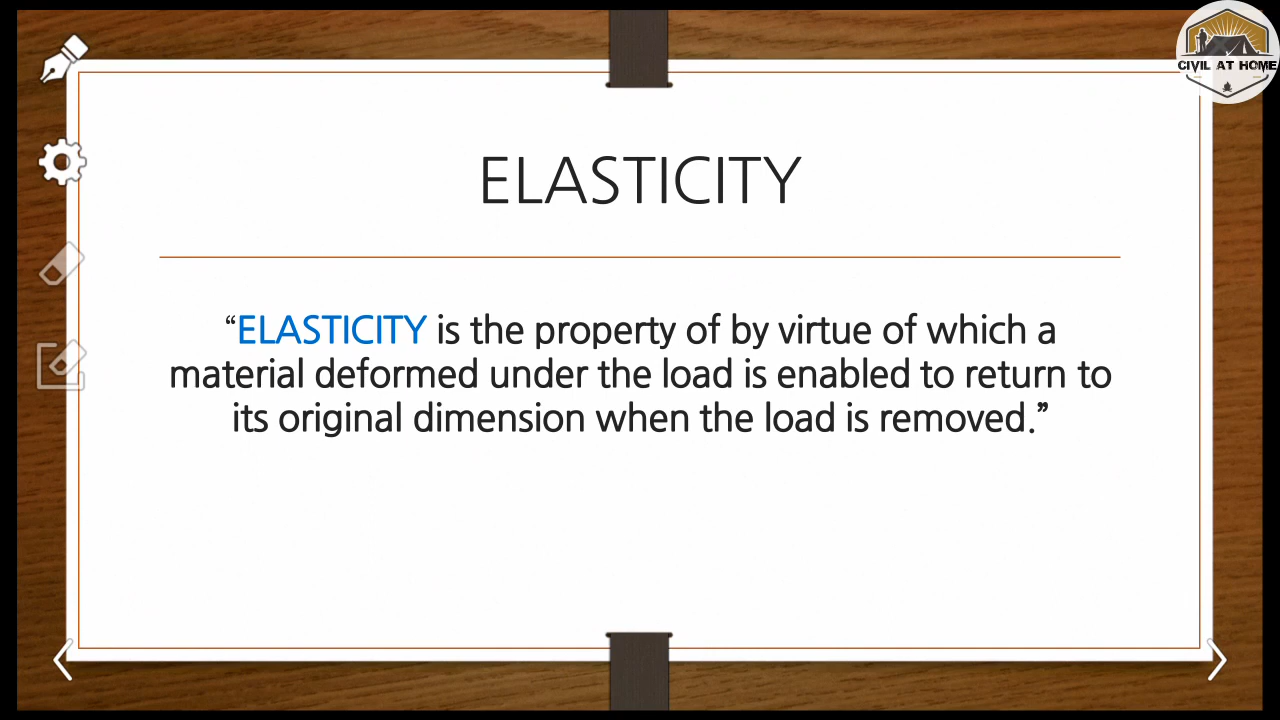 CIVIL AT HOME
ELASTICITY
“ELASTICITY is the property of by virtue of which a
material deformed under the load is enabled to return to
its original dimension when the load is removed.”